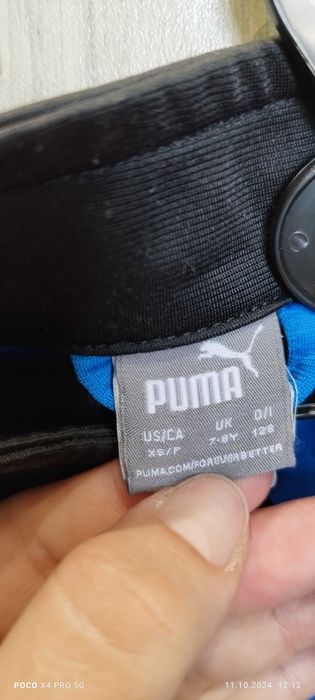 PUMA
US/CA UK D/I
XS/P 7-8Y 128
PUMA.COM/FOREVERBETTER
POCO X4 PRO 5G 11.10.2024 12:12